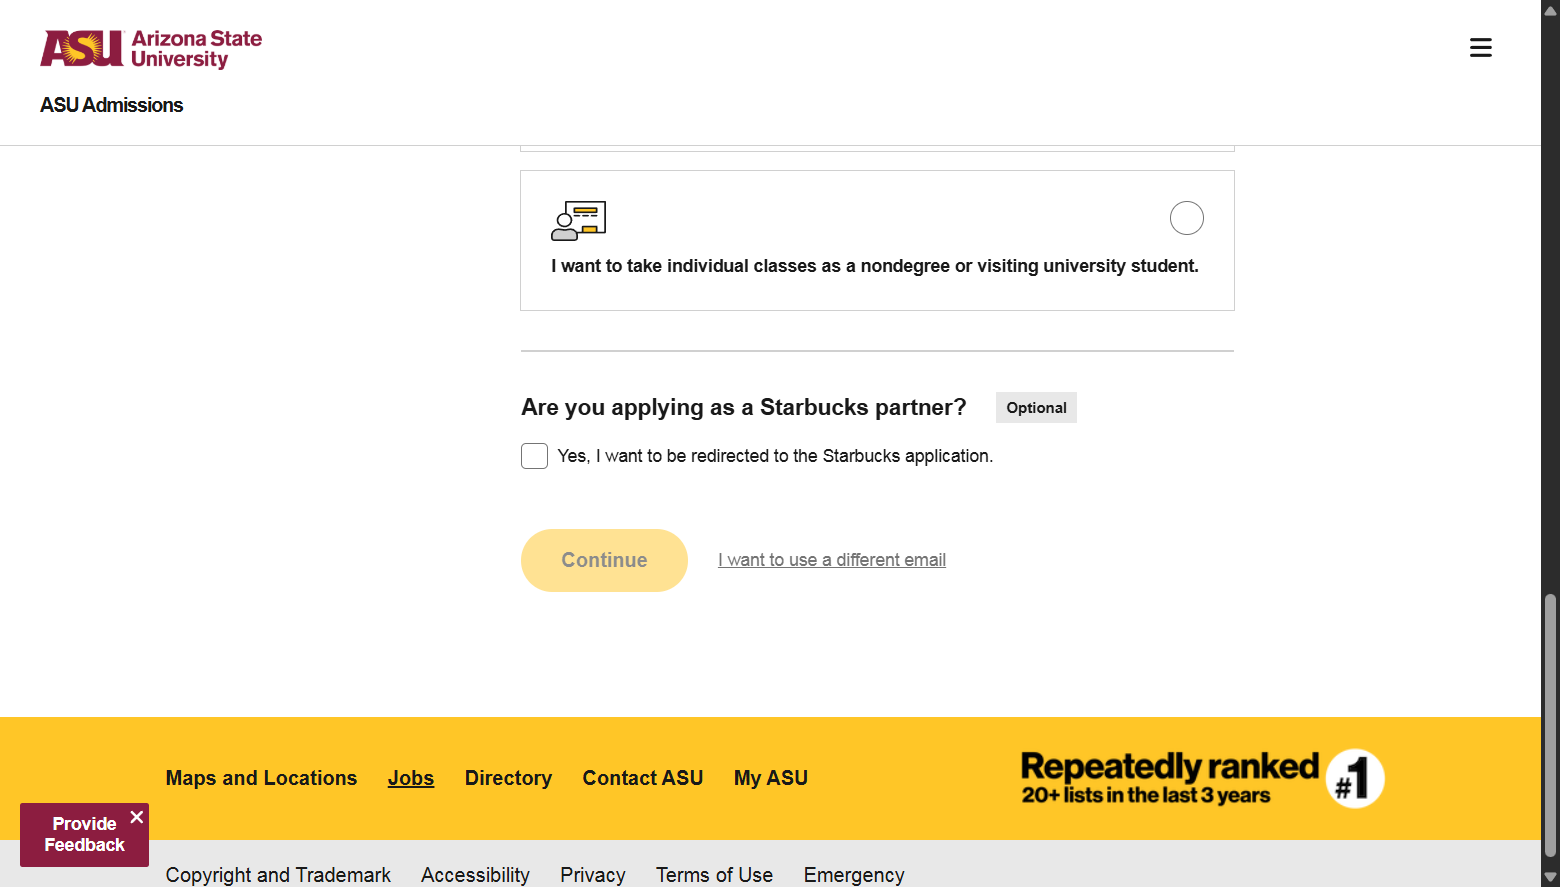 ASU Arizona State
University
ASU Admissions
I want to take individual classes as a nondegree or visiting university student.
Are you applying as a Starbucks partner?
Optional
Yes, I want to be redirected to the Starbucks application.
Continue
I want to use a different email
Maps and Locations
Jobs
Directory
Contact ASU
My ASU
Repeatedly ranked
20+ lists in the last 3 years
#1
Provide
Feedback
Copyright and Trademark
Accessibility
Privacy
Terms of Use
Emergency